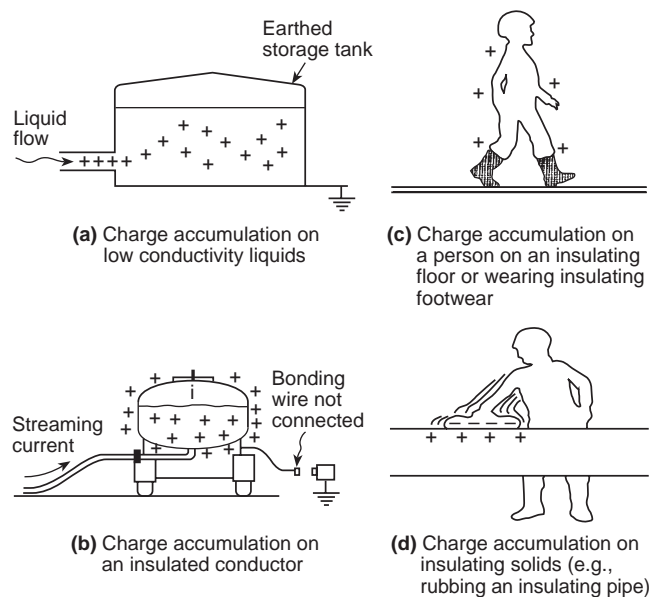 Earthed
storage tank
Liquid
flow
(a) Charge accumulation on
low conductivity liquids
(c) Charge accumulation on
a person on an insulating
floor or wearing insulating
footwear
i
Bonding
wire not
connected
Streaming
current
(b) Charge accumulation on
an insulated conductor
(d) Charge accumulation on
insulating solids (e.g.,
rubbing an insulating pipe)